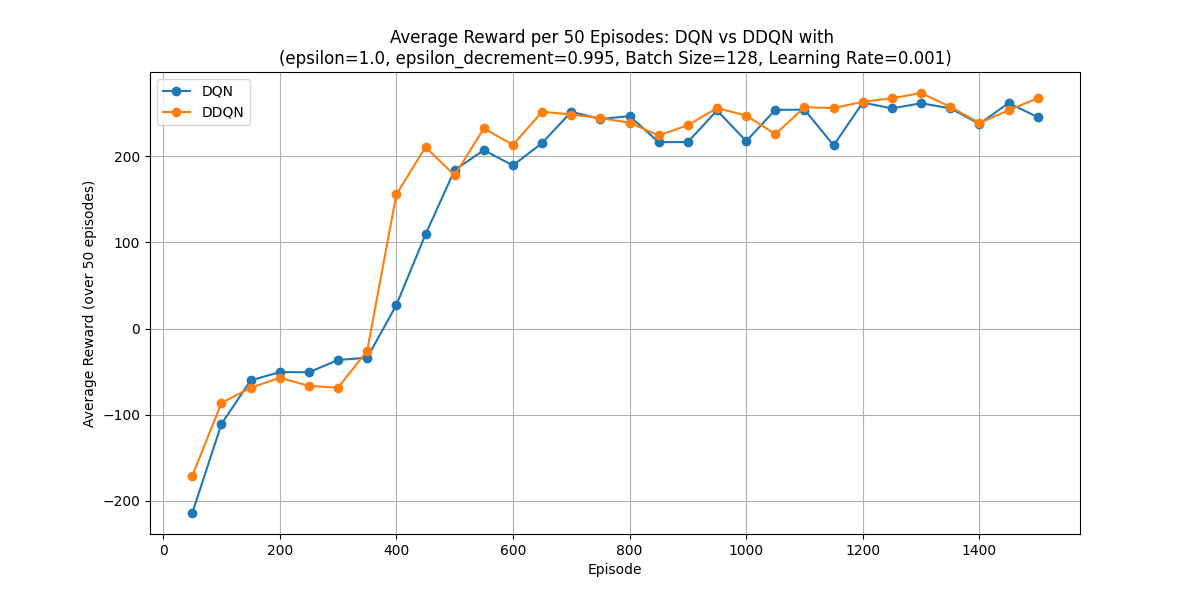 Average Reward per 50 Episodes: DQN vs DDQN with
(epsilon=1.0, epsilon_decrement=0.995, Batch Size=128, Learning Rate=0.001)
DQN
DDQN
Average Reward (over 50 episodes)
200
100
0
−100
−200
0 200 400 600 800 1000 1200 1400
Episode